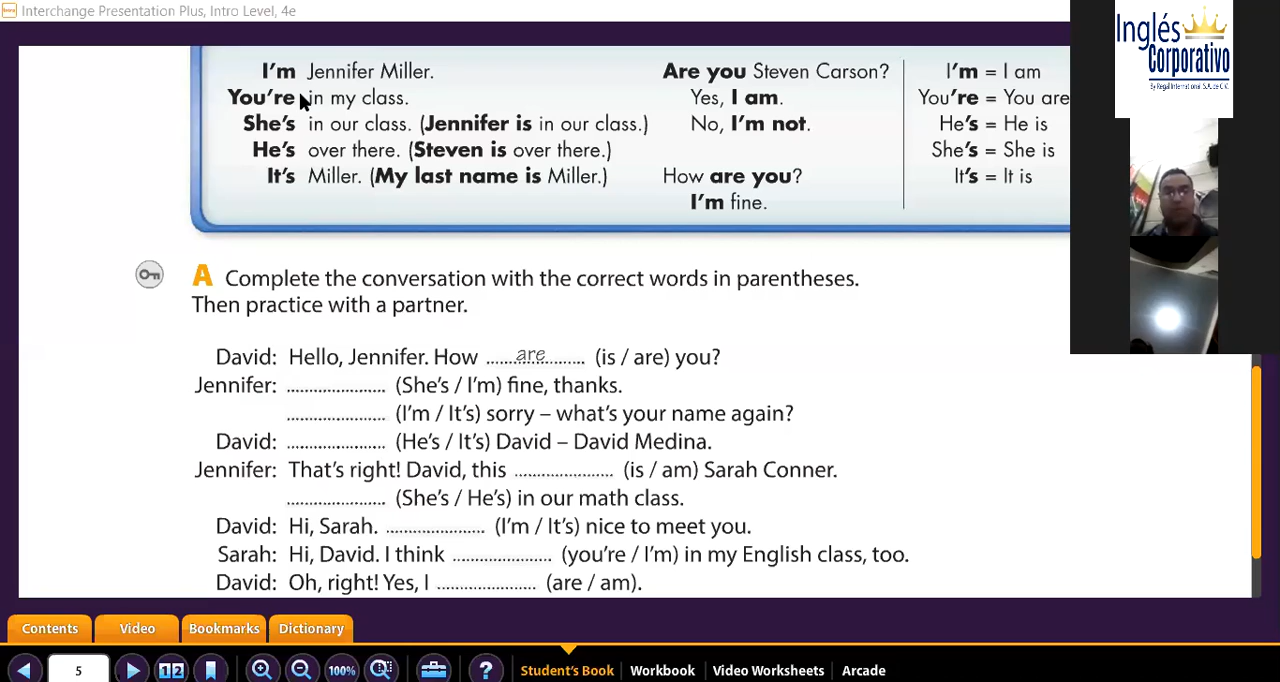 Interchange Presentation Plus, Intro Level, 4e
Inglés
Corporativo
By Regal International, S.A. de C.V.
I'm Jennifer Miller.
You're in my class.
She's in our class. (Jennifer is in our class.)
He's over there. (Steven is over there.)
It's Miller. (My last name is Miller.)
Are you Steven Carson?
Yes, I am.
No, I'm not.
How are you?
I'm fine.
I'm = I am
You're = You are
He's = He is
She's = She is
It's = It is
A Complete the conversation with the correct words in parentheses.
Then practice with a partner.
David: Hello, Jennifer. How ......are...... (is / are) you?
Jennifer: ...................... (She's / I'm) fine, thanks.
...................... (I'm / It's) sorry – what's your name again?
David: ...................... (He's / It's) David – David Medina.
Jennifer: That's right! David, this ...................... (is / am) Sarah Conner.
...................... (She's / He's) in our math class.
David: Hi, Sarah. ...................... (I'm / It's) nice to meet you.
Sarah: Hi, David. I think ...................... (you're / I'm) in my English class, too.
David: Oh, right! Yes, I ...................... (are / am).
Contents Video Bookmarks Dictionary
5 1 2 100% ? Student's Book Workbook Video Worksheets Arcade